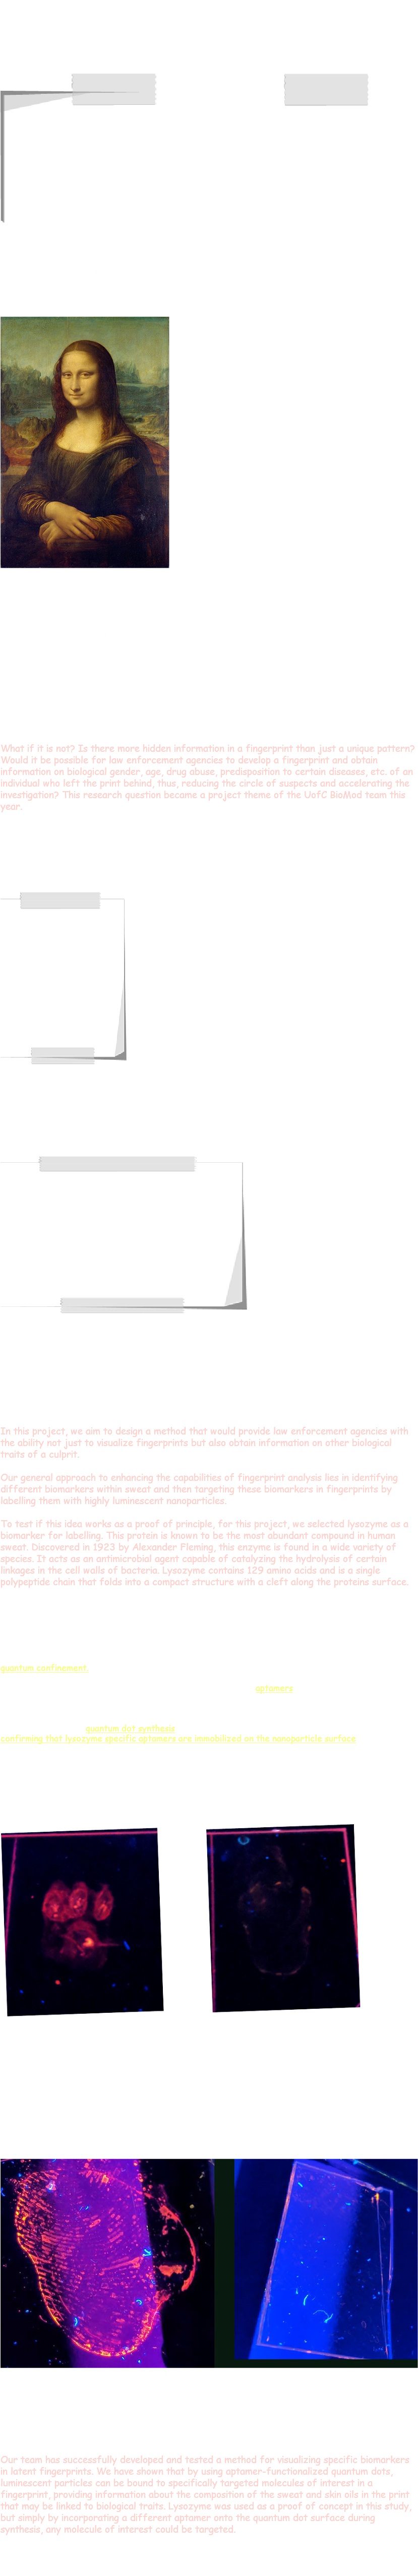 What if it is not? Is there more hidden information in a fingerprint than just a unique pattern?
Would it be possible for law enforcement agencies to develop a fingerprint and obtain
information on biological gender, age, drug abuse, predisposition to certain diseases, etc. of an
individual who left the print behind, thus, reducing the circle of suspects and accelerating the
investigation? This research question became a project theme of the UofC BioMod team this
year.
In this project, we aim to design a method that would provide law enforcement agencies with
the ability not just to visualize fingerprints but also obtain information on other biological
traits of a culprit.
Our general approach to enhancing the capabilities of fingerprint analysis lies in identifying
different biomarkers within sweat and then targeting these biomarkers in fingerprints by
labelling them with highly luminescent nanoparticles.
To test if this idea works as a proof of principle, for this project, we selected lysozyme as a
biomarker for labelling. This protein is known to be the most abundant compound in human
sweat. Discovered in 1923 by Alexander Fleming, this enzyme is found in a wide variety of
species. It acts as an antimicrobial agent capable of catalyzing the hydrolysis of certain
linkages in the cell walls of bacteria. Lysozyme contains 129 amino acids and is a single
polypeptide chain that folds into a compact structure with a cleft along the proteins surface.
quantum confinement.
aptamers
quantum dot synthesis
confirming that lysozyme specific aptamers are immobilized on the nanoparticle surface
Our team has successfully developed and tested a method for visualizing specific biomarkers
in latent fingerprints. We have shown that by using aptamer-functionalized quantum dots,
luminescent particles can be bound to specifically targeted molecules of interest in a
fingerprint, providing information about the composition of the sweat and skin oils in the print
that may be linked to biological traits. Lysozyme was used as a proof of concept in this study,
but simply by incorporating a different aptamer onto the quantum dot surface during
synthesis, any molecule of interest could be targeted.